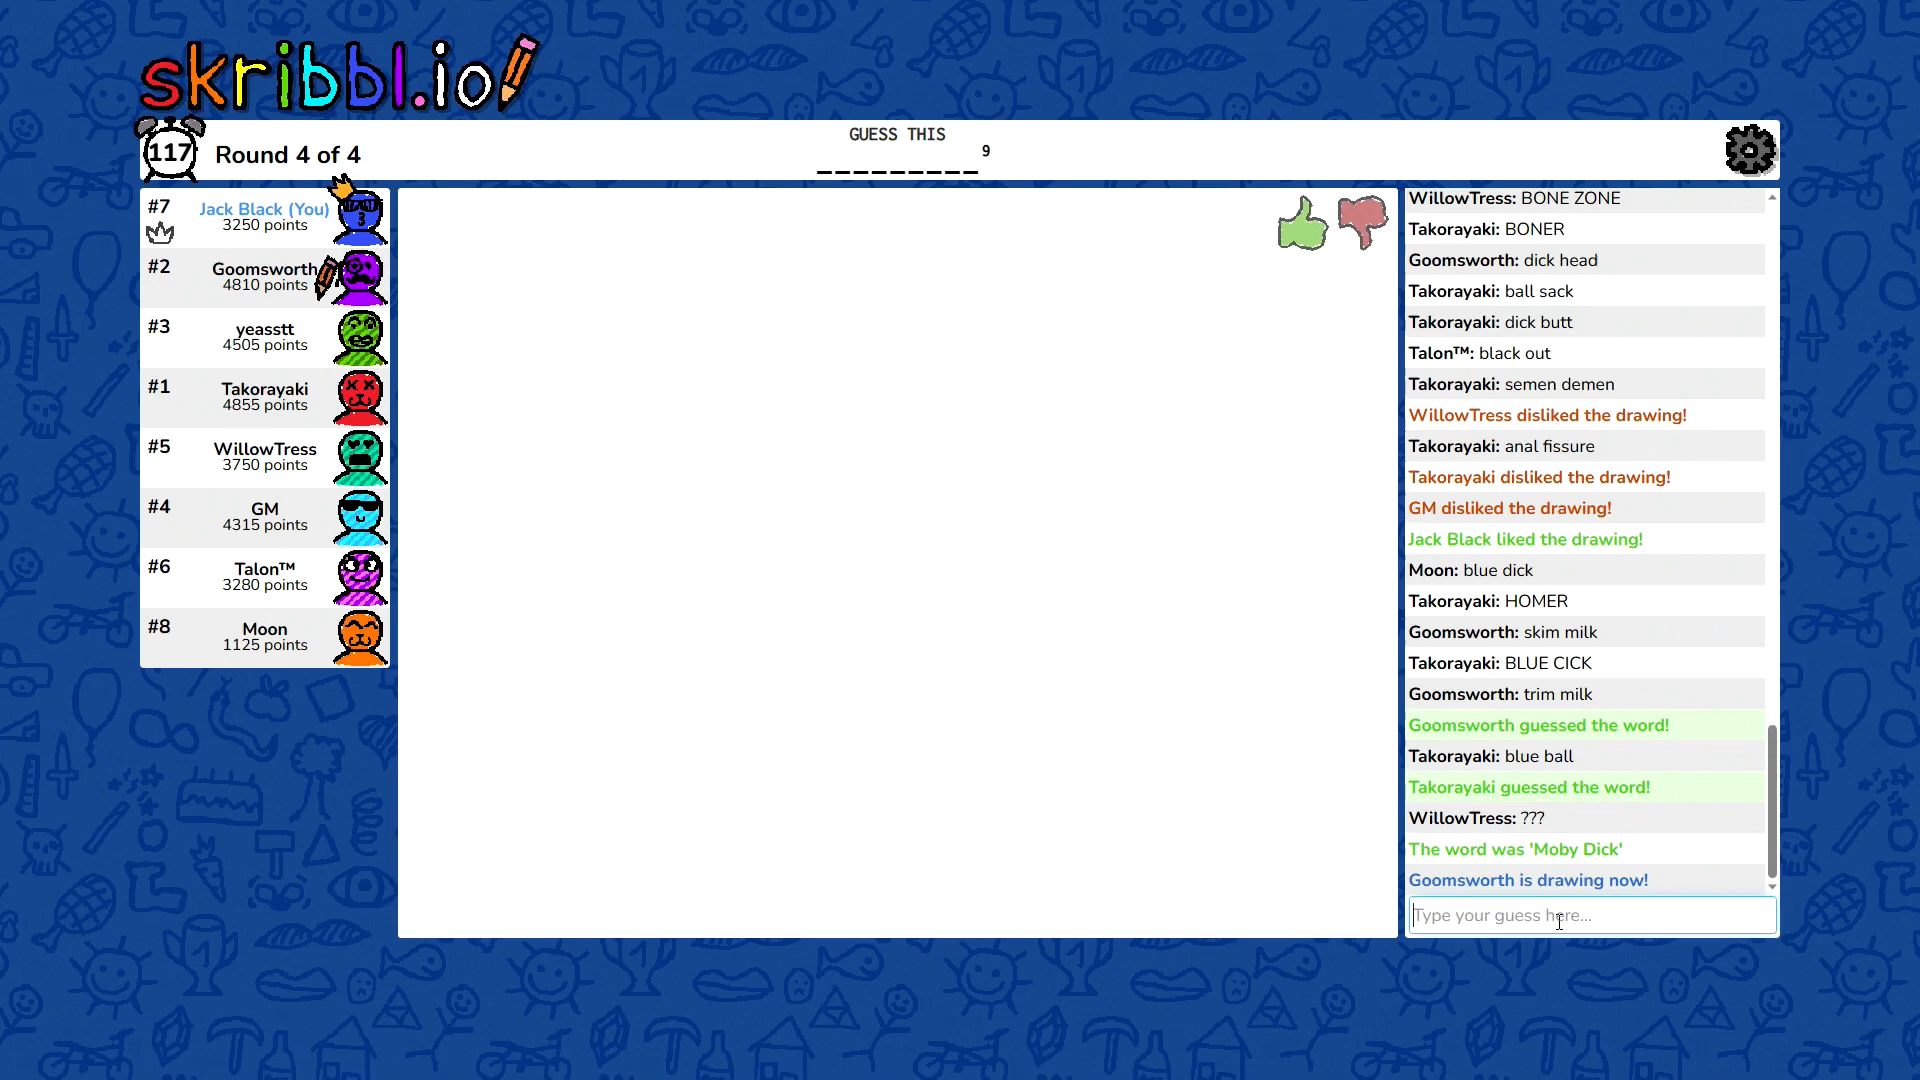 skribbl.io
117
Round 4 of 4
GUESS THIS
_________ 9
#7
Jack Black (You)
3250 points
#2
Goomsworth
4810 points
#3
yeasstt
4505 points
#1
Takorayaki
4855 points
#5
WillowTress
3750 points
#4
GM
4315 points
#6
Talon™
3280 points
#8
Moon
1125 points
WillowTress: BONE ZONE
Takorayaki: BONER
Goomsworth: dick head
Takorayaki: ball sack
Takorayaki: dick butt
Talon™: black out
Takorayaki: semen demen
WillowTress disliked the drawing!
Takorayaki: anal fissure
Takorayaki disliked the drawing!
GM disliked the drawing!
Jack Black liked the drawing!
Moon: blue dick
Takorayaki: HOMER
Goomsworth: skim milk
Takorayaki: BLUE CICK
Goomsworth: trim milk
Goomsworth guessed the word!
Takorayaki: blue ball
Takorayaki guessed the word!
WillowTress: ???
The word was 'Moby Dick'
Goomsworth is drawing now!
Type your guess here...